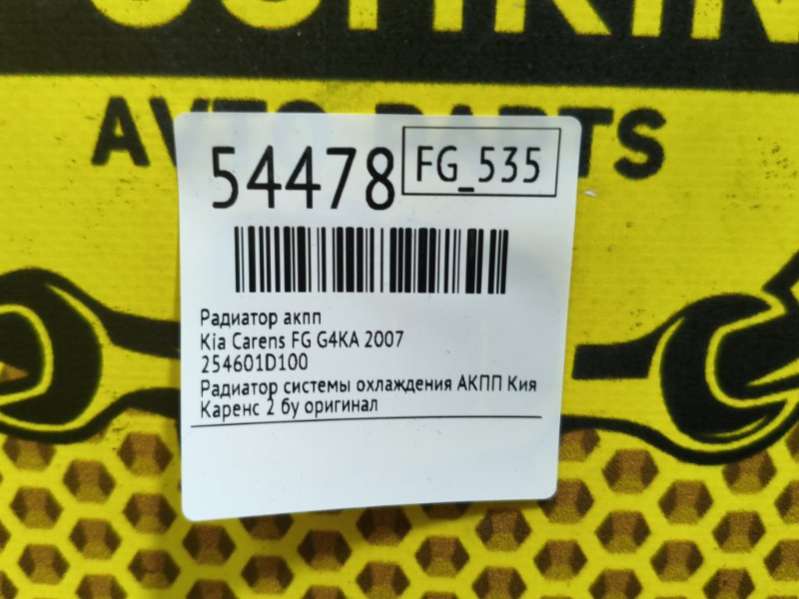 AVTO PARTS
54478
FG_535
Радиатор акпп
Kia Carens FG G4KA 2007
254601D100
Радиатор системы охлаждения АКПП Кия
Каренс 2 бу оригинал